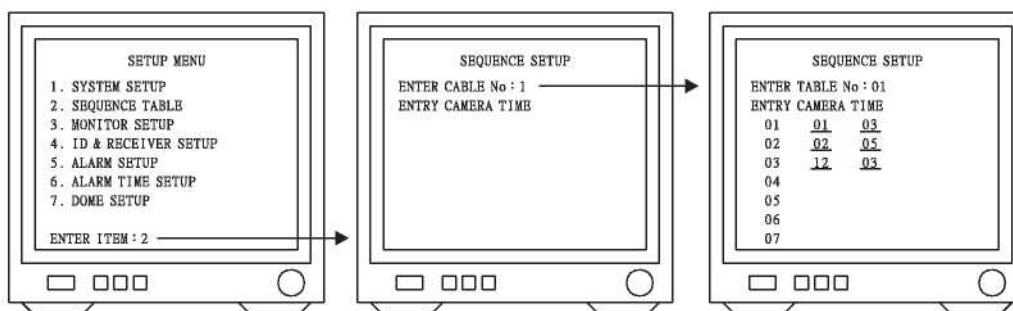 SETUP MENU
1. SYSTEM SETUP
2. SEQUENCE TABLE
3. MONITOR SETUP
4. ID & RECEIVER SETUP
5. ALARM SETUP
6. ALARM TIME SETUP
7. DOME SETUP
ENTER ITEM : 2
SEQUENCE SETUP
ENTER CABLE No : 1
ENTRY CAMERA TIME
SEQUENCE SETUP
ENTER TABLE No : 01
ENTRY CAMERA TIME
01 01 03
02 02 05
03 12 03
04
05
06
07